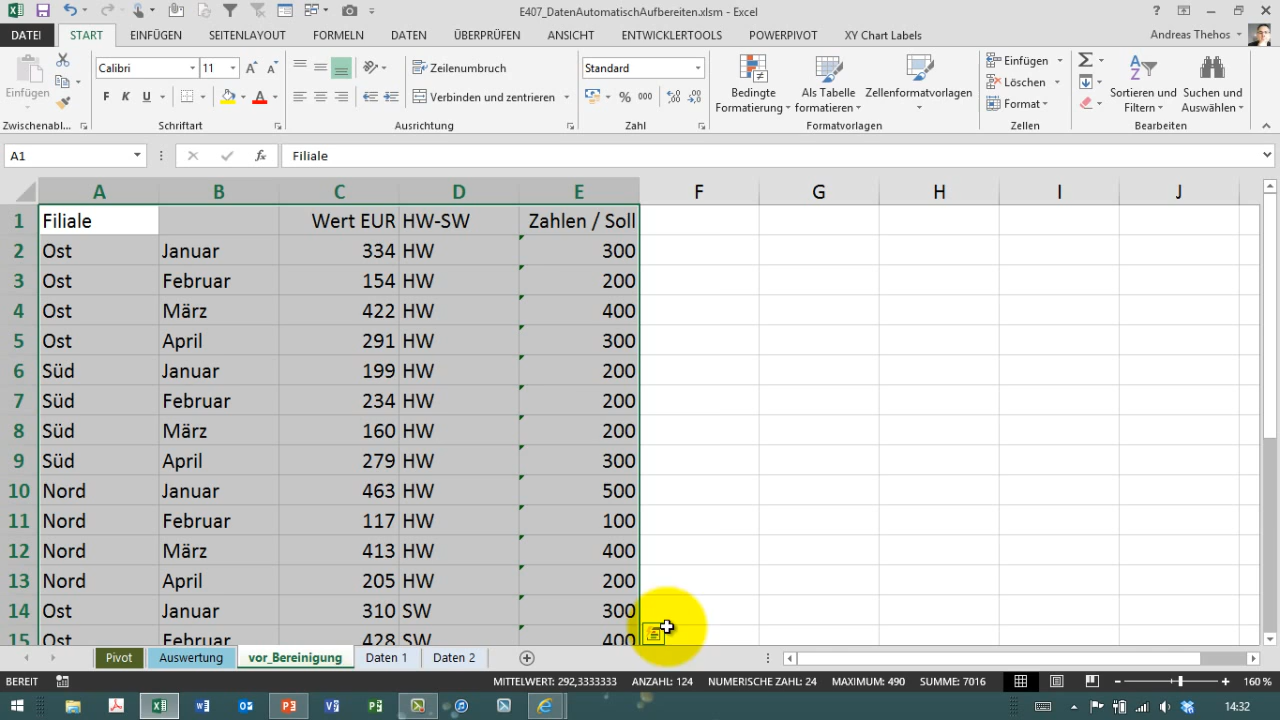 E407_DatenAutomatischAufbereiten.xlsm - Excel
DATEI START EINFÜGEN SEITENLAYOUT FORMELN DATEN ÜBERPRÜFEN ANSICHT ENTWICKLERTOOLS POWERPIVOT XY Chart Labels Andreas Thehos
Einfügen
Calibri 11
F K U
Zeilenumbruch
Verbinden und zentrieren
Standard
% 000
Bedingte Formatierung
Als Tabelle formatieren
Zellenformatvorlagen
Einfügen
Löschen
Format
Sortieren und Filtern
Suchen und Auswählen
Zwischenabl... Schriftart Ausrichtung Zahl Formatvorlagen Zellen Bearbeiten
A1 fx Filiale
A B C D E F G H I J
1 Filiale Wert EUR HW-SW Zahlen / Soll
2 Ost Januar 334 HW 300
3 Ost Februar 154 HW 200
4 Ost März 422 HW 400
5 Ost April 291 HW 300
6 Süd Januar 199 HW 200
7 Süd Februar 234 HW 200
8 Süd März 160 HW 200
9 Süd April 279 HW 300
10 Nord Januar 463 HW 500
11 Nord Februar 117 HW 100
12 Nord März 413 HW 400
13 Nord April 205 HW 200
14 Ost Januar 310 SW 300
15 Ost Februar 428 SW 400
Pivot Auswertung vor_Bereinigung Daten 1 Daten 2
BEREIT MITTELWERT: 292,3333333 ANZAHL: 124 NUMERISCHE ZAHL: 24 MAXIMUM: 490 SUMME: 7016 160 %
14:32